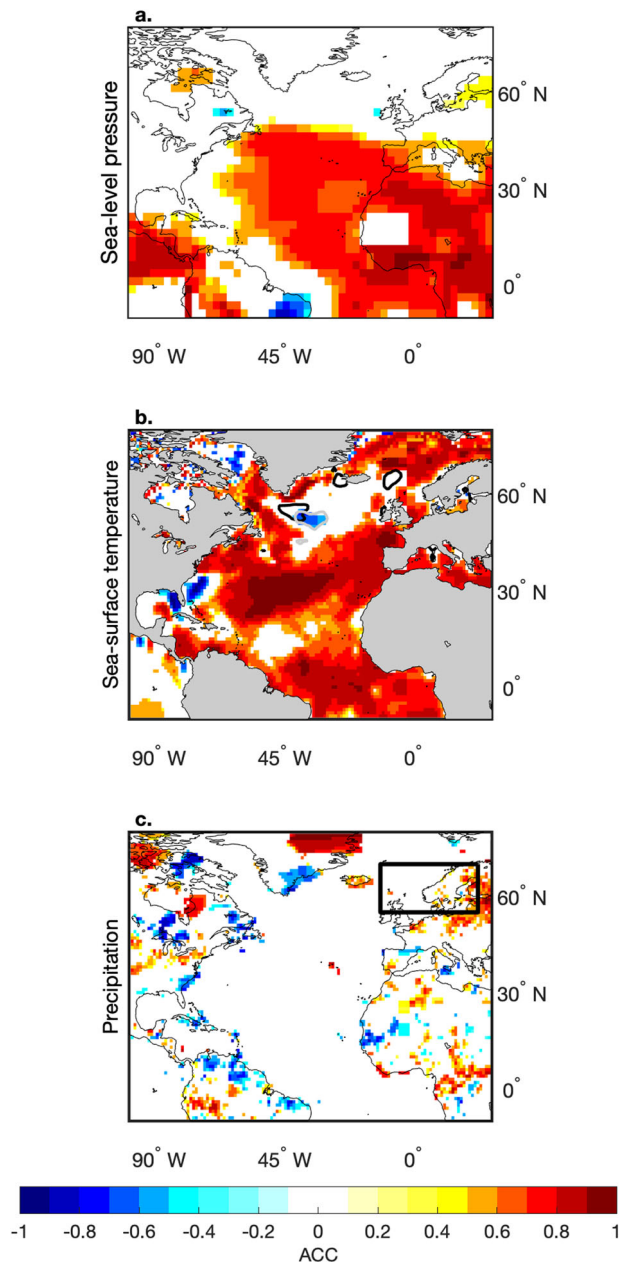 a.
Sea-level pressure
60° N
30° N
0°
90° W 45° W 0°
b.
Sea-surface temperature
60° N
30° N
0°
90° W 45° W 0°
c.
Precipitation
60° N
30° N
0°
90° W 45° W 0°
-1 -0.8 -0.6 -0.4 -0.2 0 0.2 0.4 0.6 0.8 1
ACC